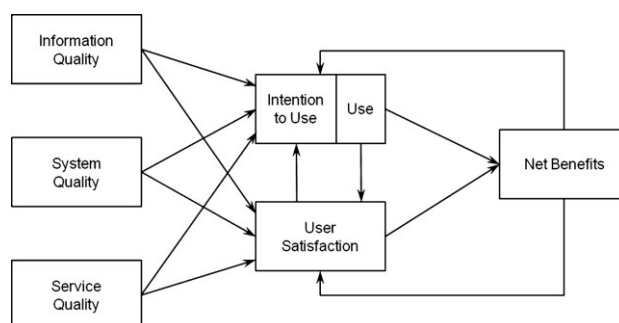 Information
Quality
Intention
to Use
Use
System
Quality
Net Benefits
User
Satisfaction
Service
Quality